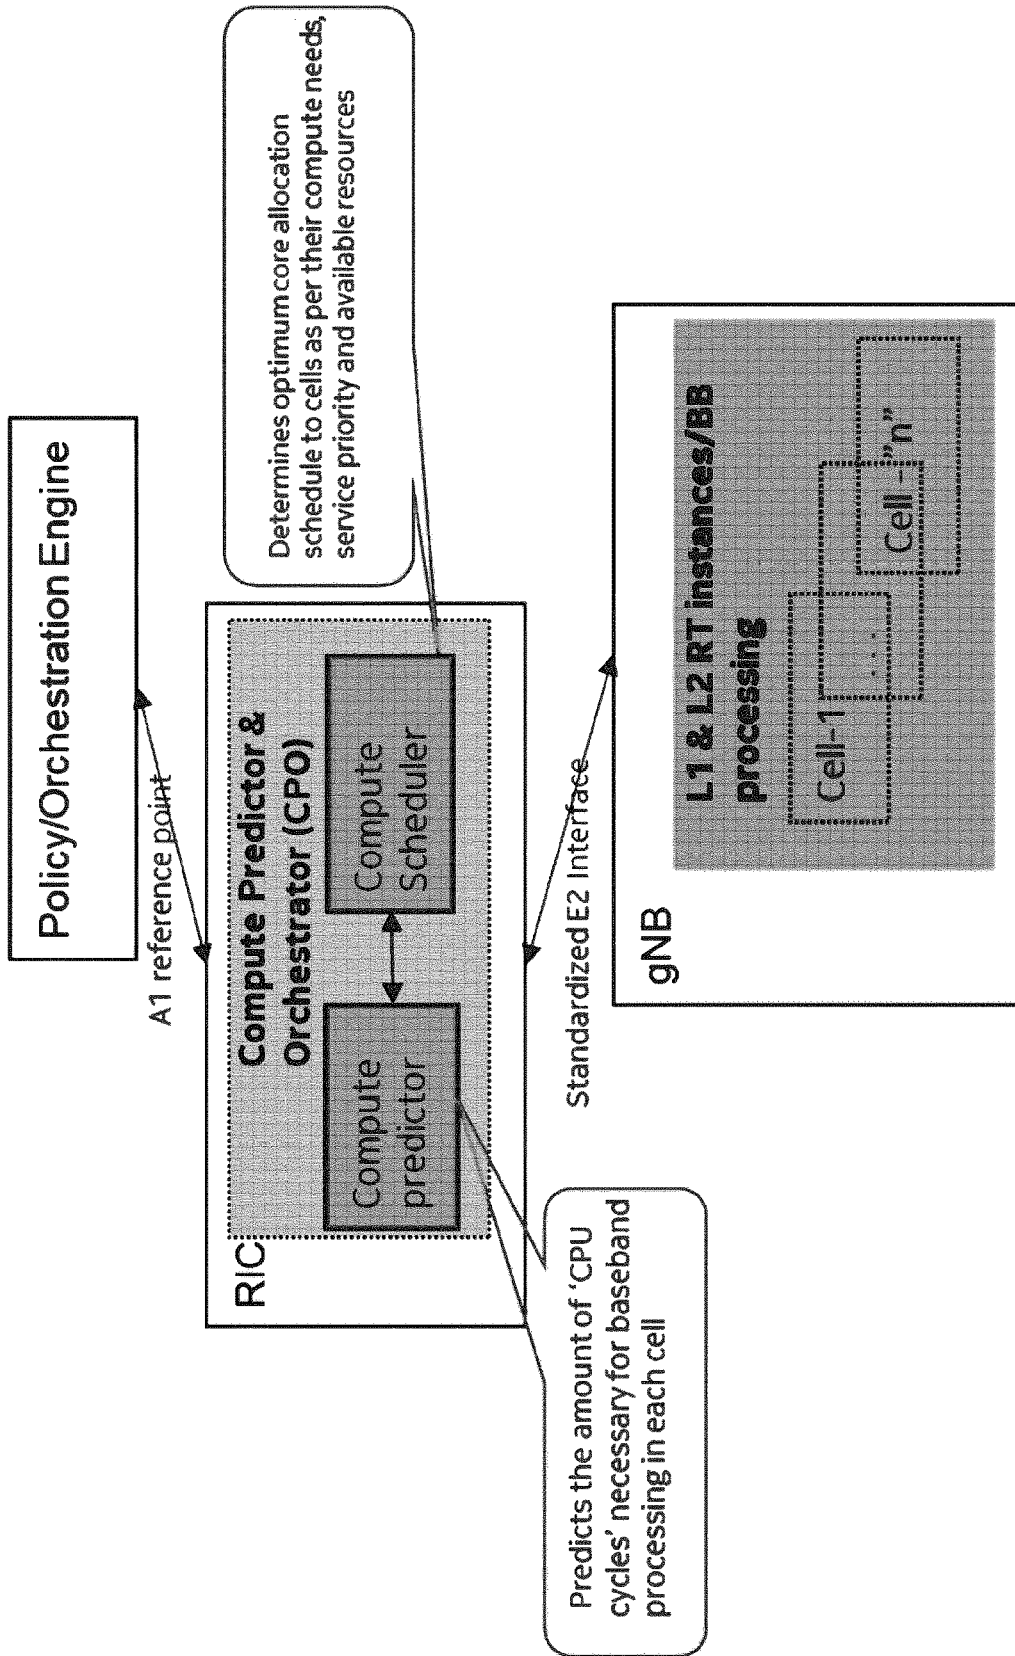 Policy/Orchestration Engine
A1 reference point
RIC
Compute Predictor &
Orchestrator (CPO)
Compute
predictor
Compute
Scheduler
Determines optimum core allocation
schedule to cells as per their compute needs,
service priority and available resources
Predicts the amount of ‘CPU
cycles’ necessary for baseband
processing in each cell
Standardized E2 Interface
gNB
L1 & L2 RT instances/BB
processing
Cell-1
. . .
Cell -”n”